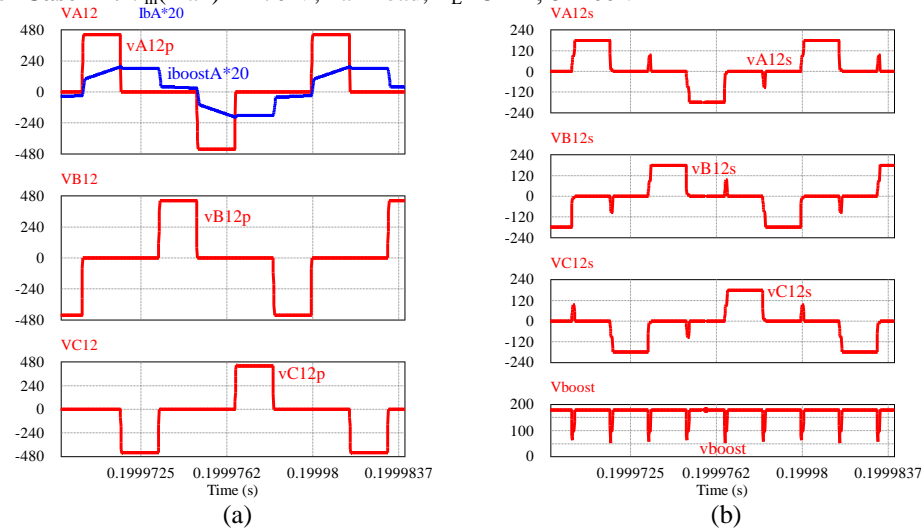 VA12 IbA*20
480
240
0
-240
-480
vA12p
iboostA*20
VB12
480
240
0
-240
-480
vB12p
VC12
480
240
0
-240
-480
vC12p
0.1999725 0.1999762 0.19998 0.1999837
Time (s)
(a)
VA12s
240
120
0
-120
-240
vA12s
VB12s
240
120
0
-120
-240
vB12s
VC12s
240
120
0
-120
-240
vC12s
Vboost
200
100
0
vboost
0.1999725 0.1999762 0.19998 0.1999837
Time (s)
(b)